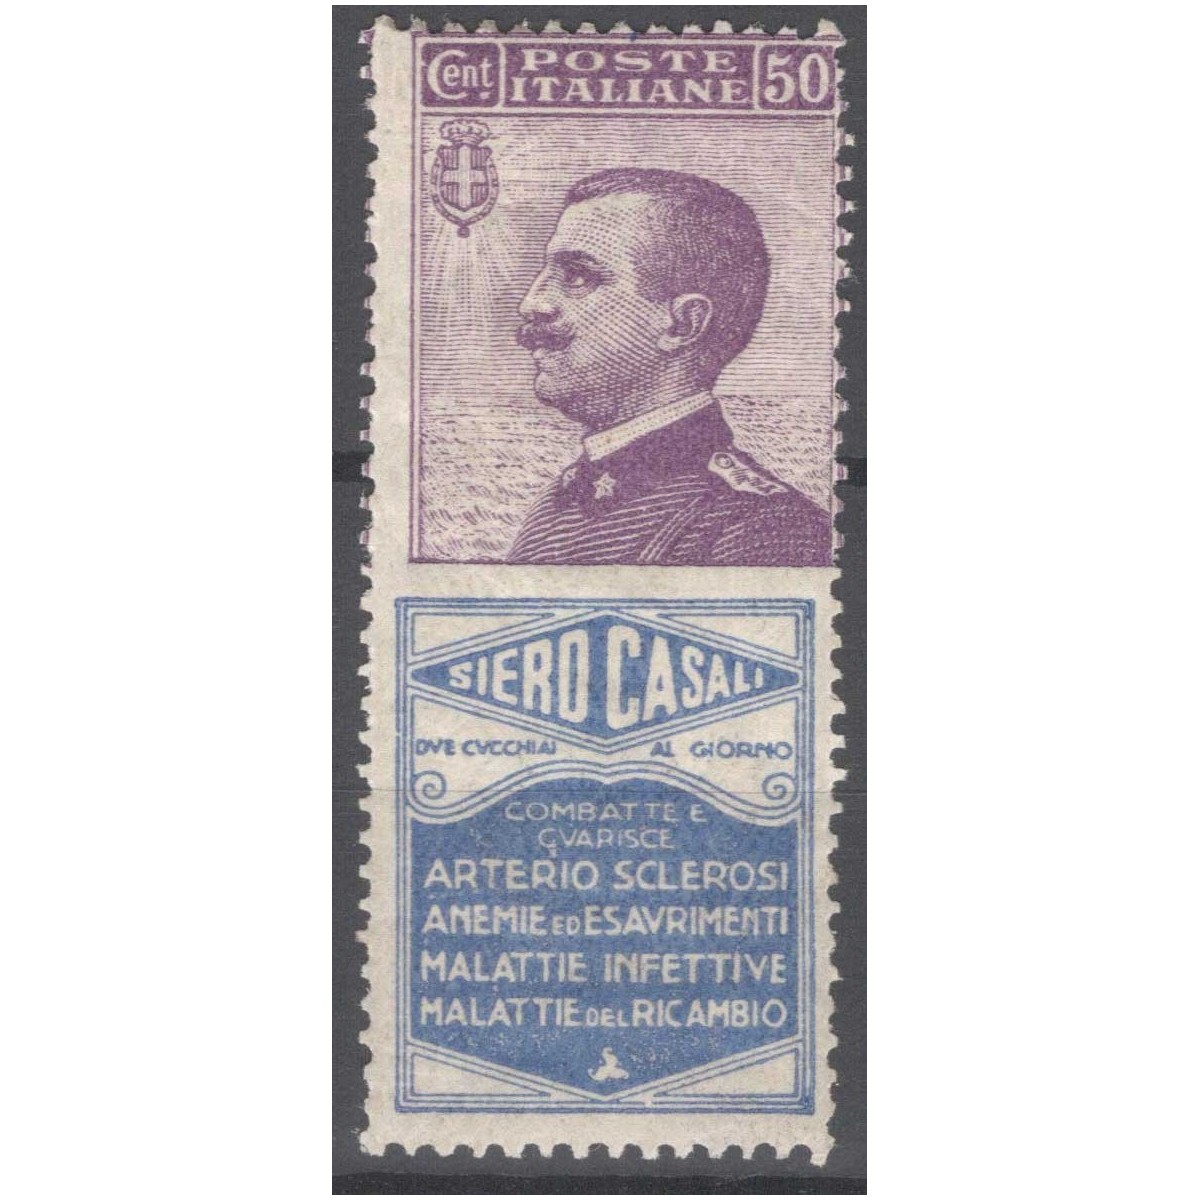 Cent. POSTE ITALIANE 50
SIERO CASALI
DVE CVCCHIAI AL GIORNO
COMBATTE E
GVARISCE
ARTERIO SCLEROSI
ANEMIE ED ESAVRIMENTI
MALATTIE INFETTIVE
MALATTIE DEL RICAMBIO